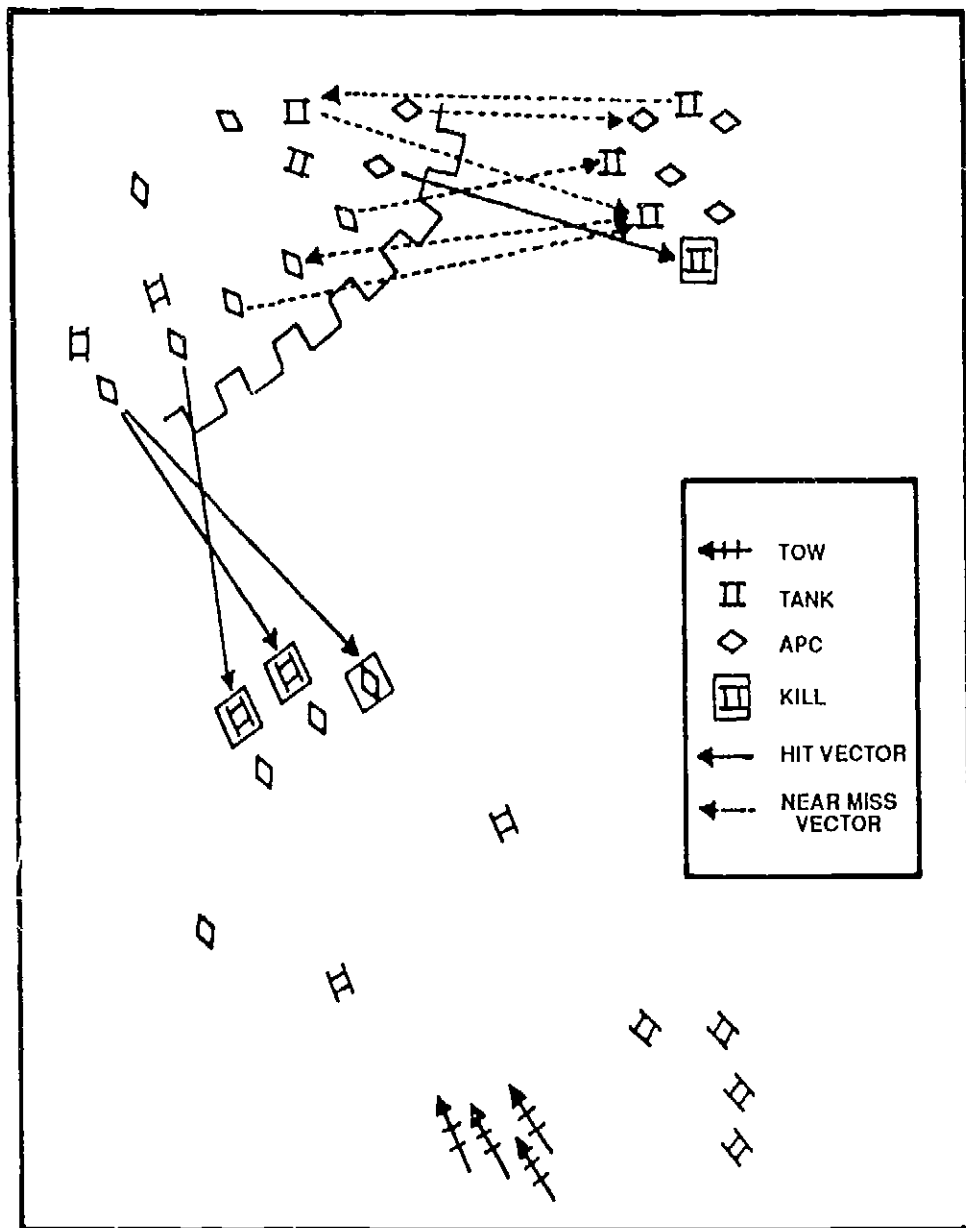 TOW
TANK
APC
KILL
HIT VECTOR
NEAR MISS
VECTOR